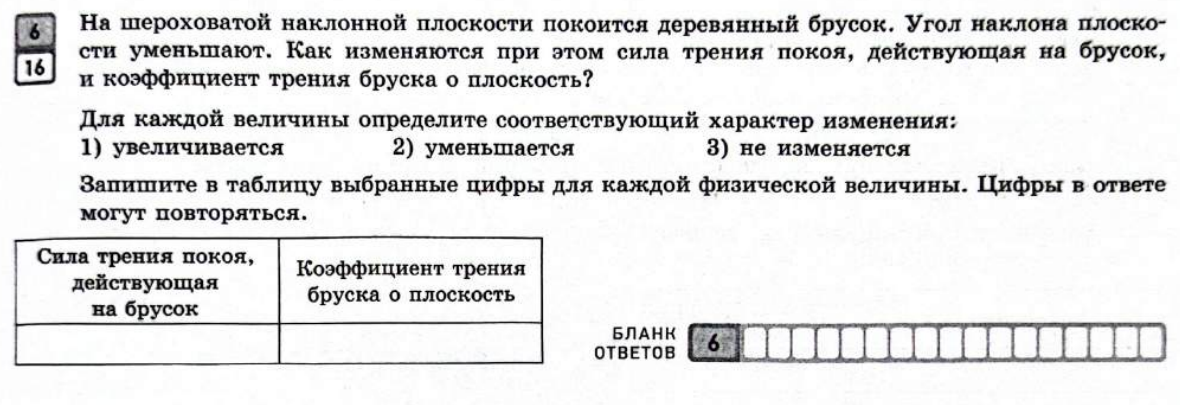 6
16
На шероховатой наклонной плоскости покоится деревянный брусок. Угол наклона плоско-
сти уменьшают. Как изменяются при этом сила трения покоя, действующая на брусок,
и коэффициент трения бруска о плоскость?
Для каждой величины определите соответствующий характер изменения:
1) увеличивается 2) уменьшается 3) не изменяется
Запишите в таблицу выбранные цифры для каждой физической величины. Цифры в ответе
могут повторяться.
Сила трения покоя,
действующая
на брусок
Коэффициент трения
бруска о плоскость
БЛАНК
ОТВЕТОВ
6